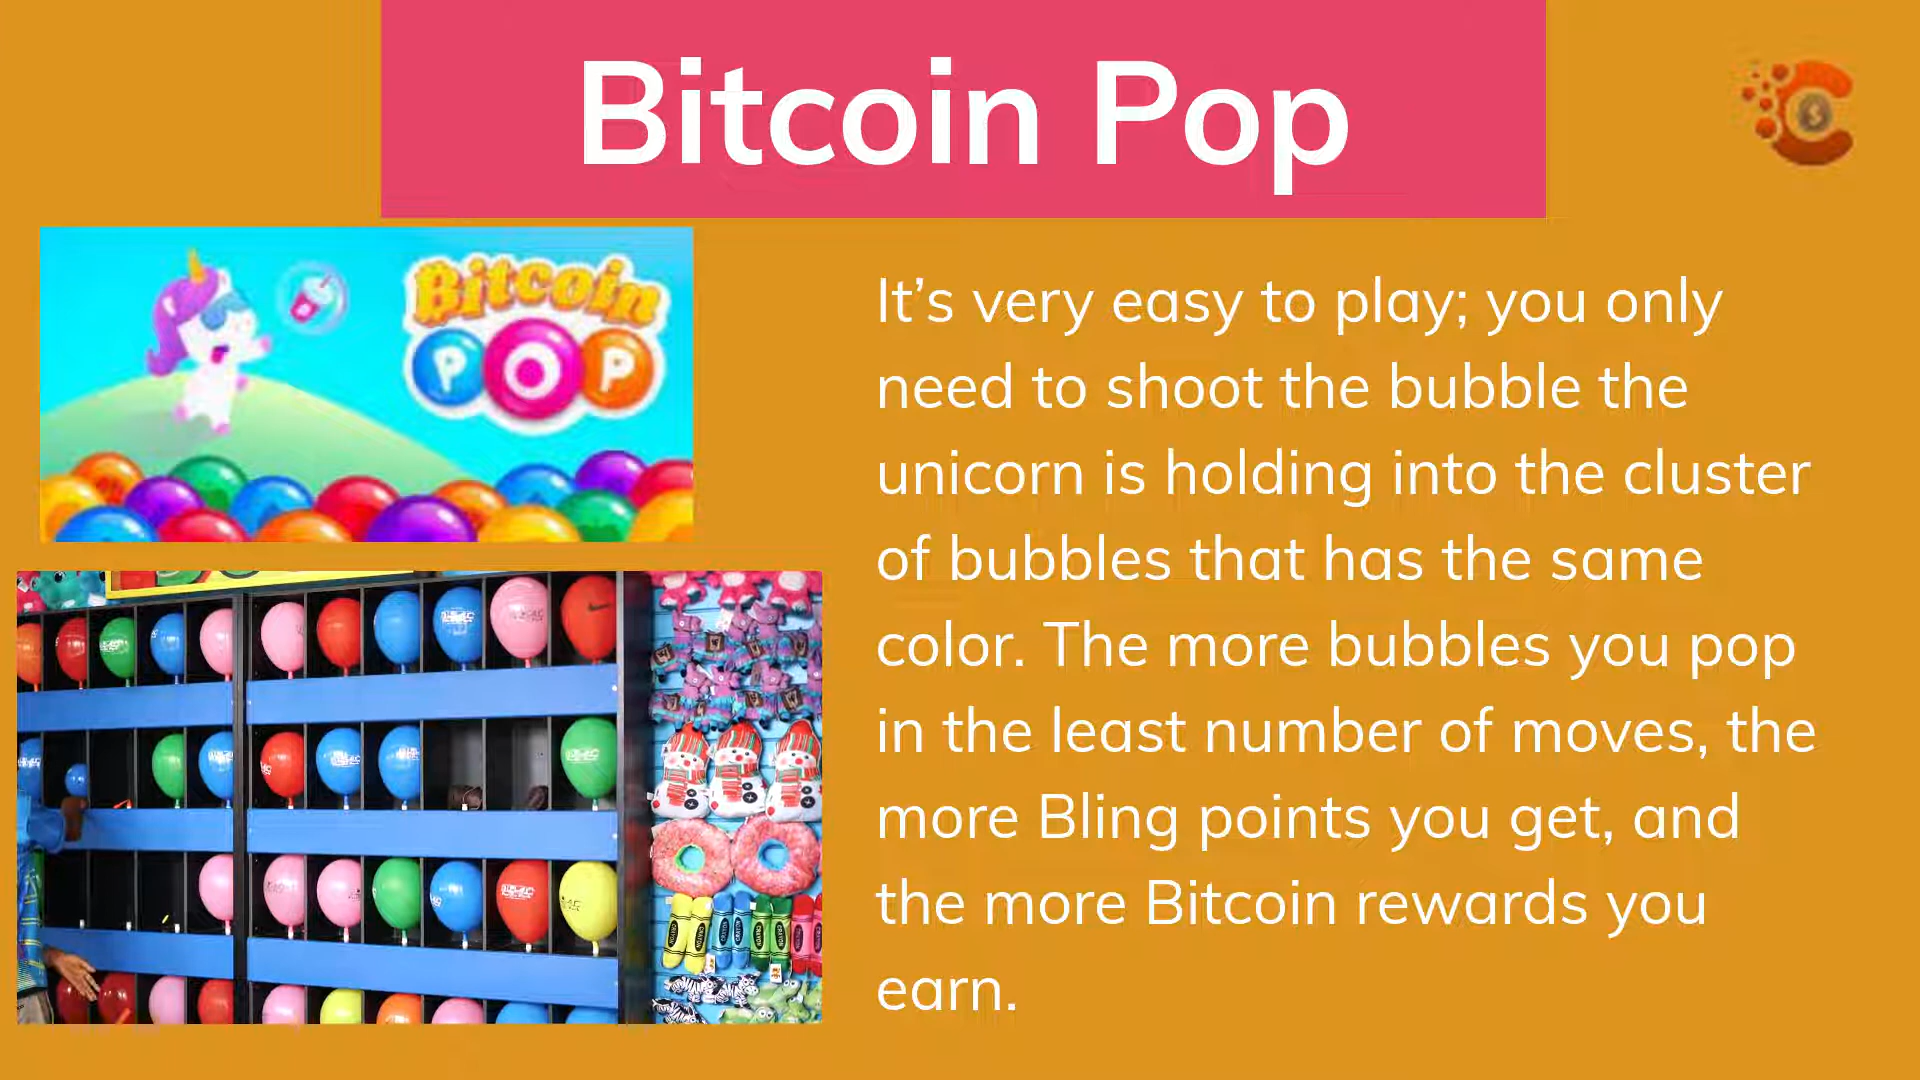 Bitcoin Pop
Bitcoin
POP
It’s very easy to play; you only
need to shoot the bubble the
unicorn is holding into the cluster
of bubbles that has the same
color. The more bubbles you pop
in the least number of moves, the
more Bling points you get, and
the more Bitcoin rewards you
earn.